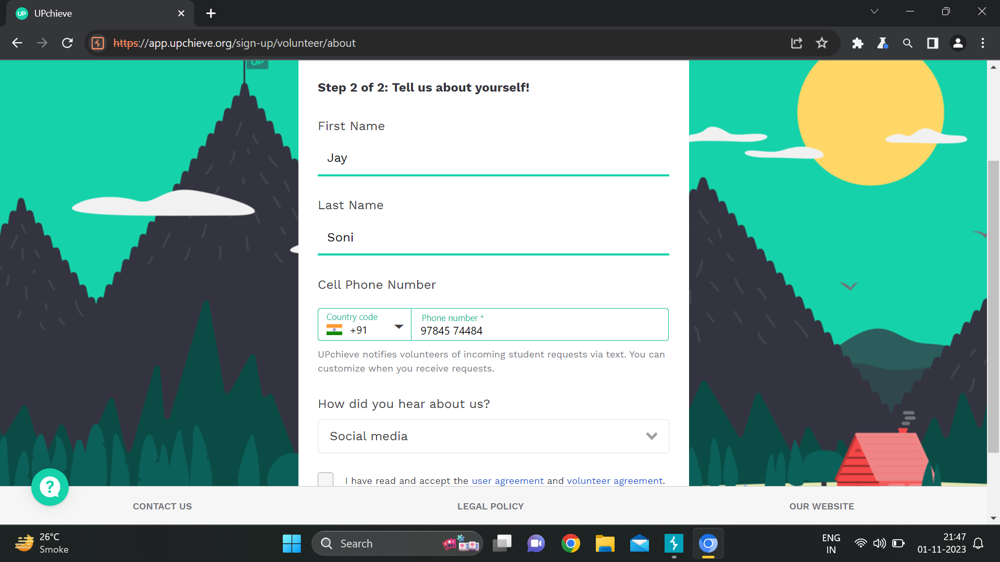 UP UPchieve
https://app.upchieve.org/sign-up/volunteer/about
UP
Step 2 of 2: Tell us about yourself!
First Name
Jay
Last Name
Soni
Cell Phone Number
Country code
+91
Phone number *
97845 74484
UPchieve notifies volunteers of incoming student requests via text. You can
customize when you receive requests.
How did you hear about us?
Social media
I have read and accept the user agreement and volunteer agreement.
CONTACT US
LEGAL POLICY
OUR WEBSITE
26°C
Smoke
Search
ENG
IN
21:47
01-11-2023